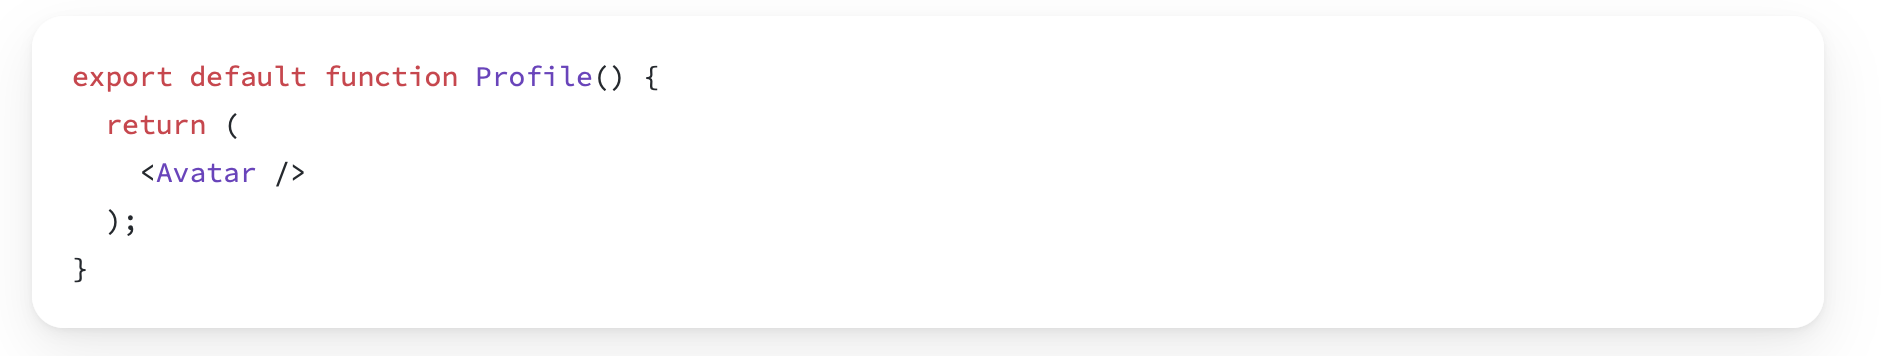 export default function Profile() {
  return (
    <Avatar />
  );
}